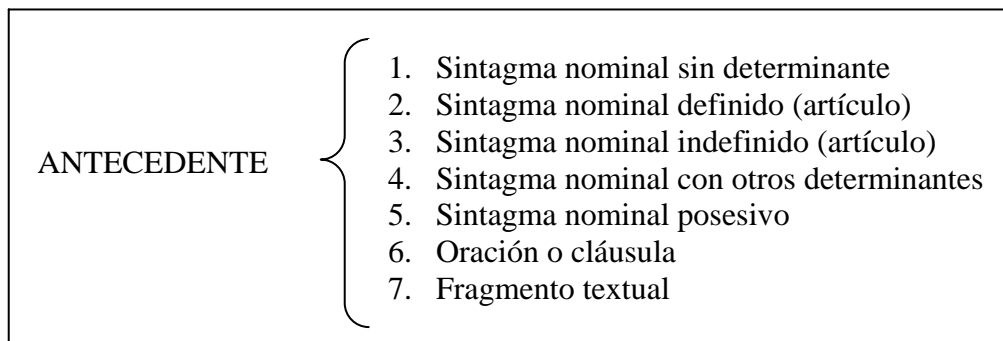 ANTECEDENTE
1. Sintagma nominal sin determinante
2. Sintagma nominal definido (artículo)
3. Sintagma nominal indefinido (artículo)
4. Sintagma nominal con otros determinantes
5. Sintagma nominal posesivo
6. Oración o cláusula
7. Fragmento textual